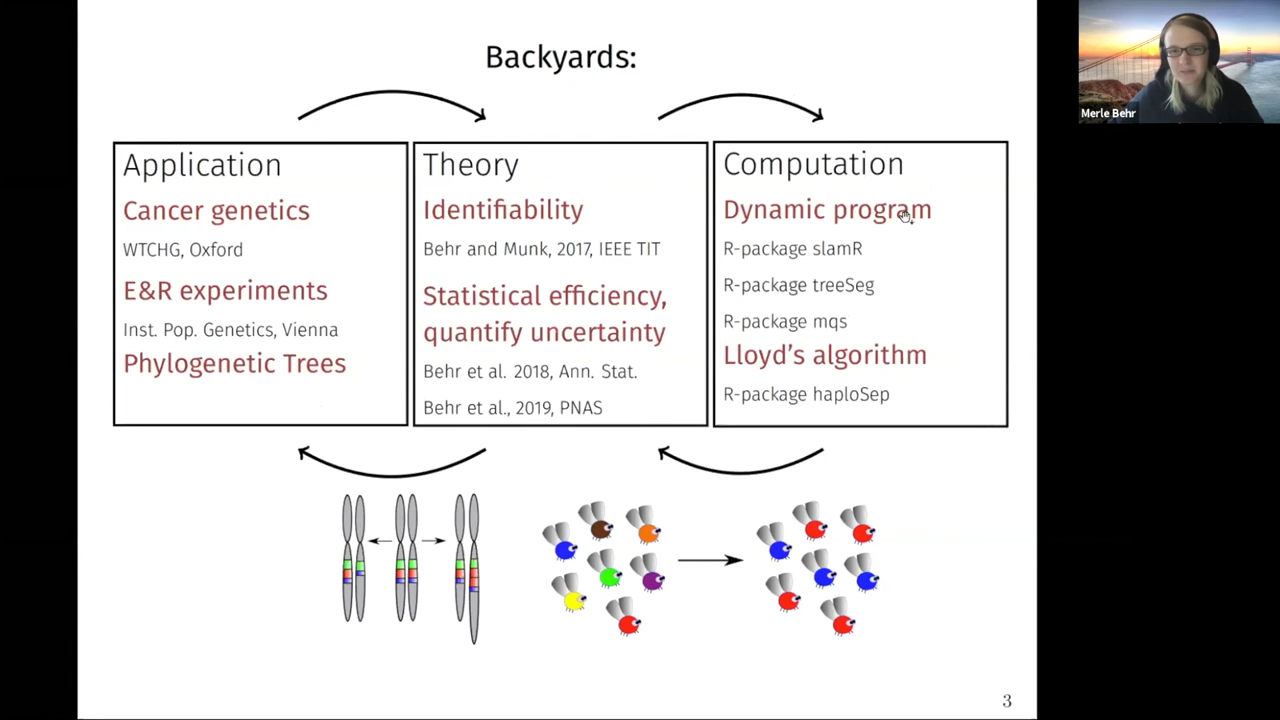 Backyards:
Application
Cancer genetics
WTCHG, Oxford
E&R experiments
Inst. Pop. Genetics, Vienna
Phylogenetic Trees
Theory
Identifiability
Behr and Munk, 2017, IEEE TIT
Statistical efficiency,
quantify uncertainty
Behr et al. 2018, Ann. Stat.
Behr et al., 2019, PNAS
Computation
Dynamic program
R-package slamR
R-package treeSeg
R-package mqs
Lloyd's algorithm
R-package haploSep
3
Merle Behr